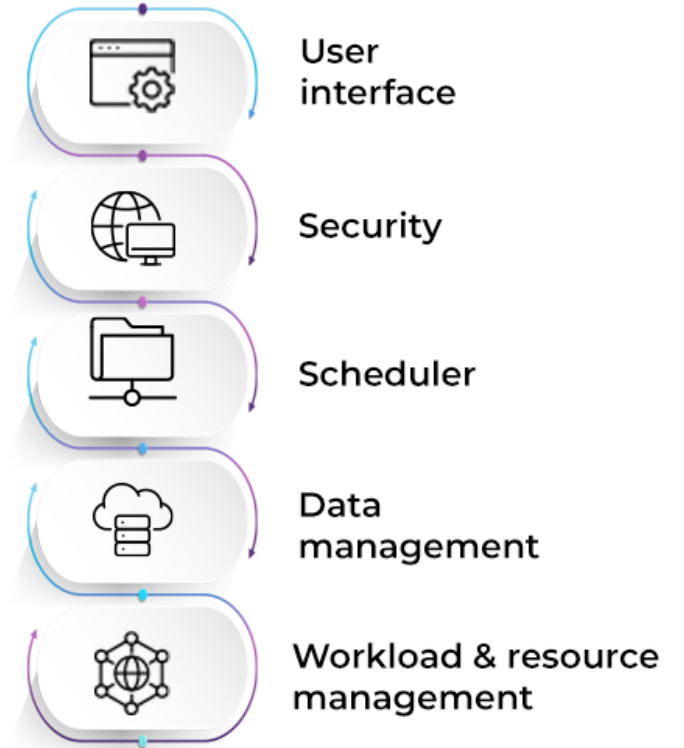 User
interface
Security
Scheduler
Data
management
Workload & resource
management